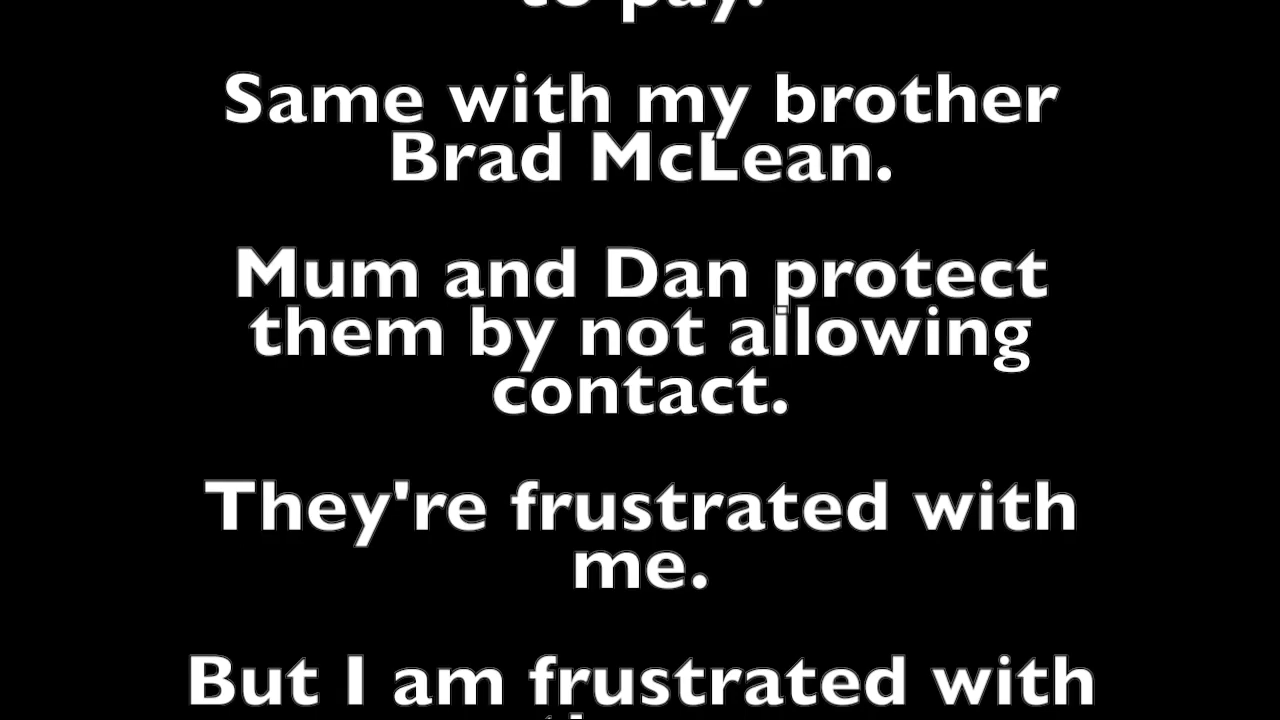 to pay.
Same with my brother
Brad McLean.
Mum and Dan protect
them by not allowing
contact.
They're frustrated with
me.
But I am frustrated with